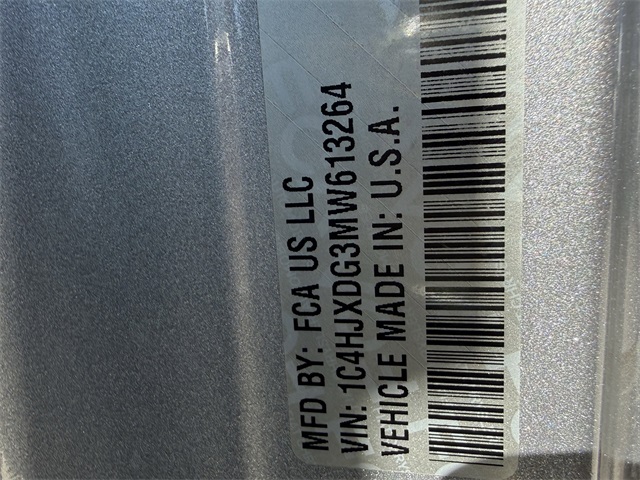 MFD BY: FCA US LLC
VIN: 1C4HJXDG3MW613264
VEHICLE MADE IN: U.S.A.